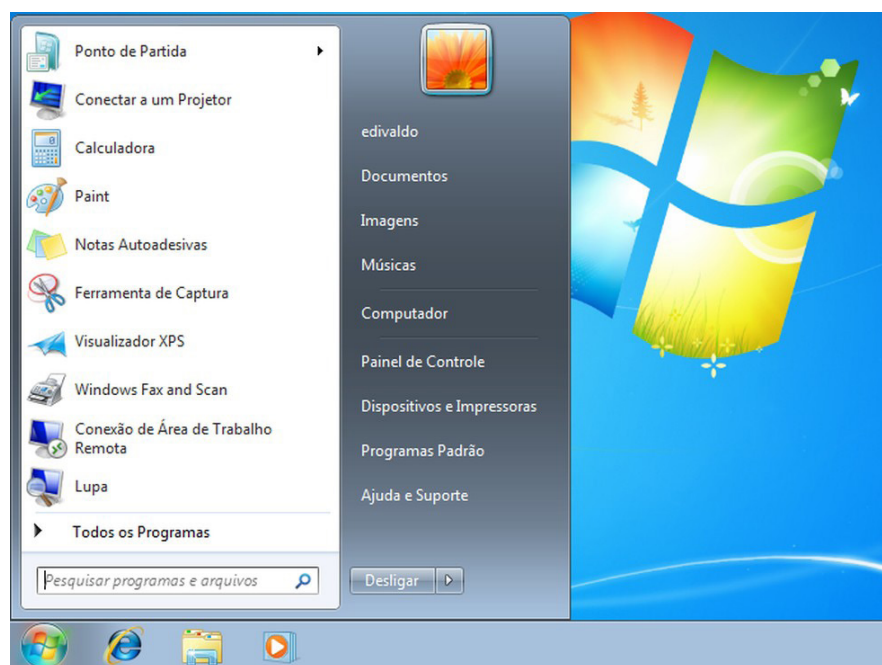 Ponto de Partida
Conectar a um Projetor
Calculadora
Paint
Notas Autoadesivas
Ferramenta de Captura
Visualizador XPS
Windows Fax and Scan
Conexão de Área de Trabalho
Remota
Lupa
Todos os Programas
Pesquisar programas e arquivos
edivaldo
Documentos
Imagens
Músicas
Computador
Painel de Controle
Dispositivos e Impressoras
Programas Padrão
Ajuda e Suporte
Desligar